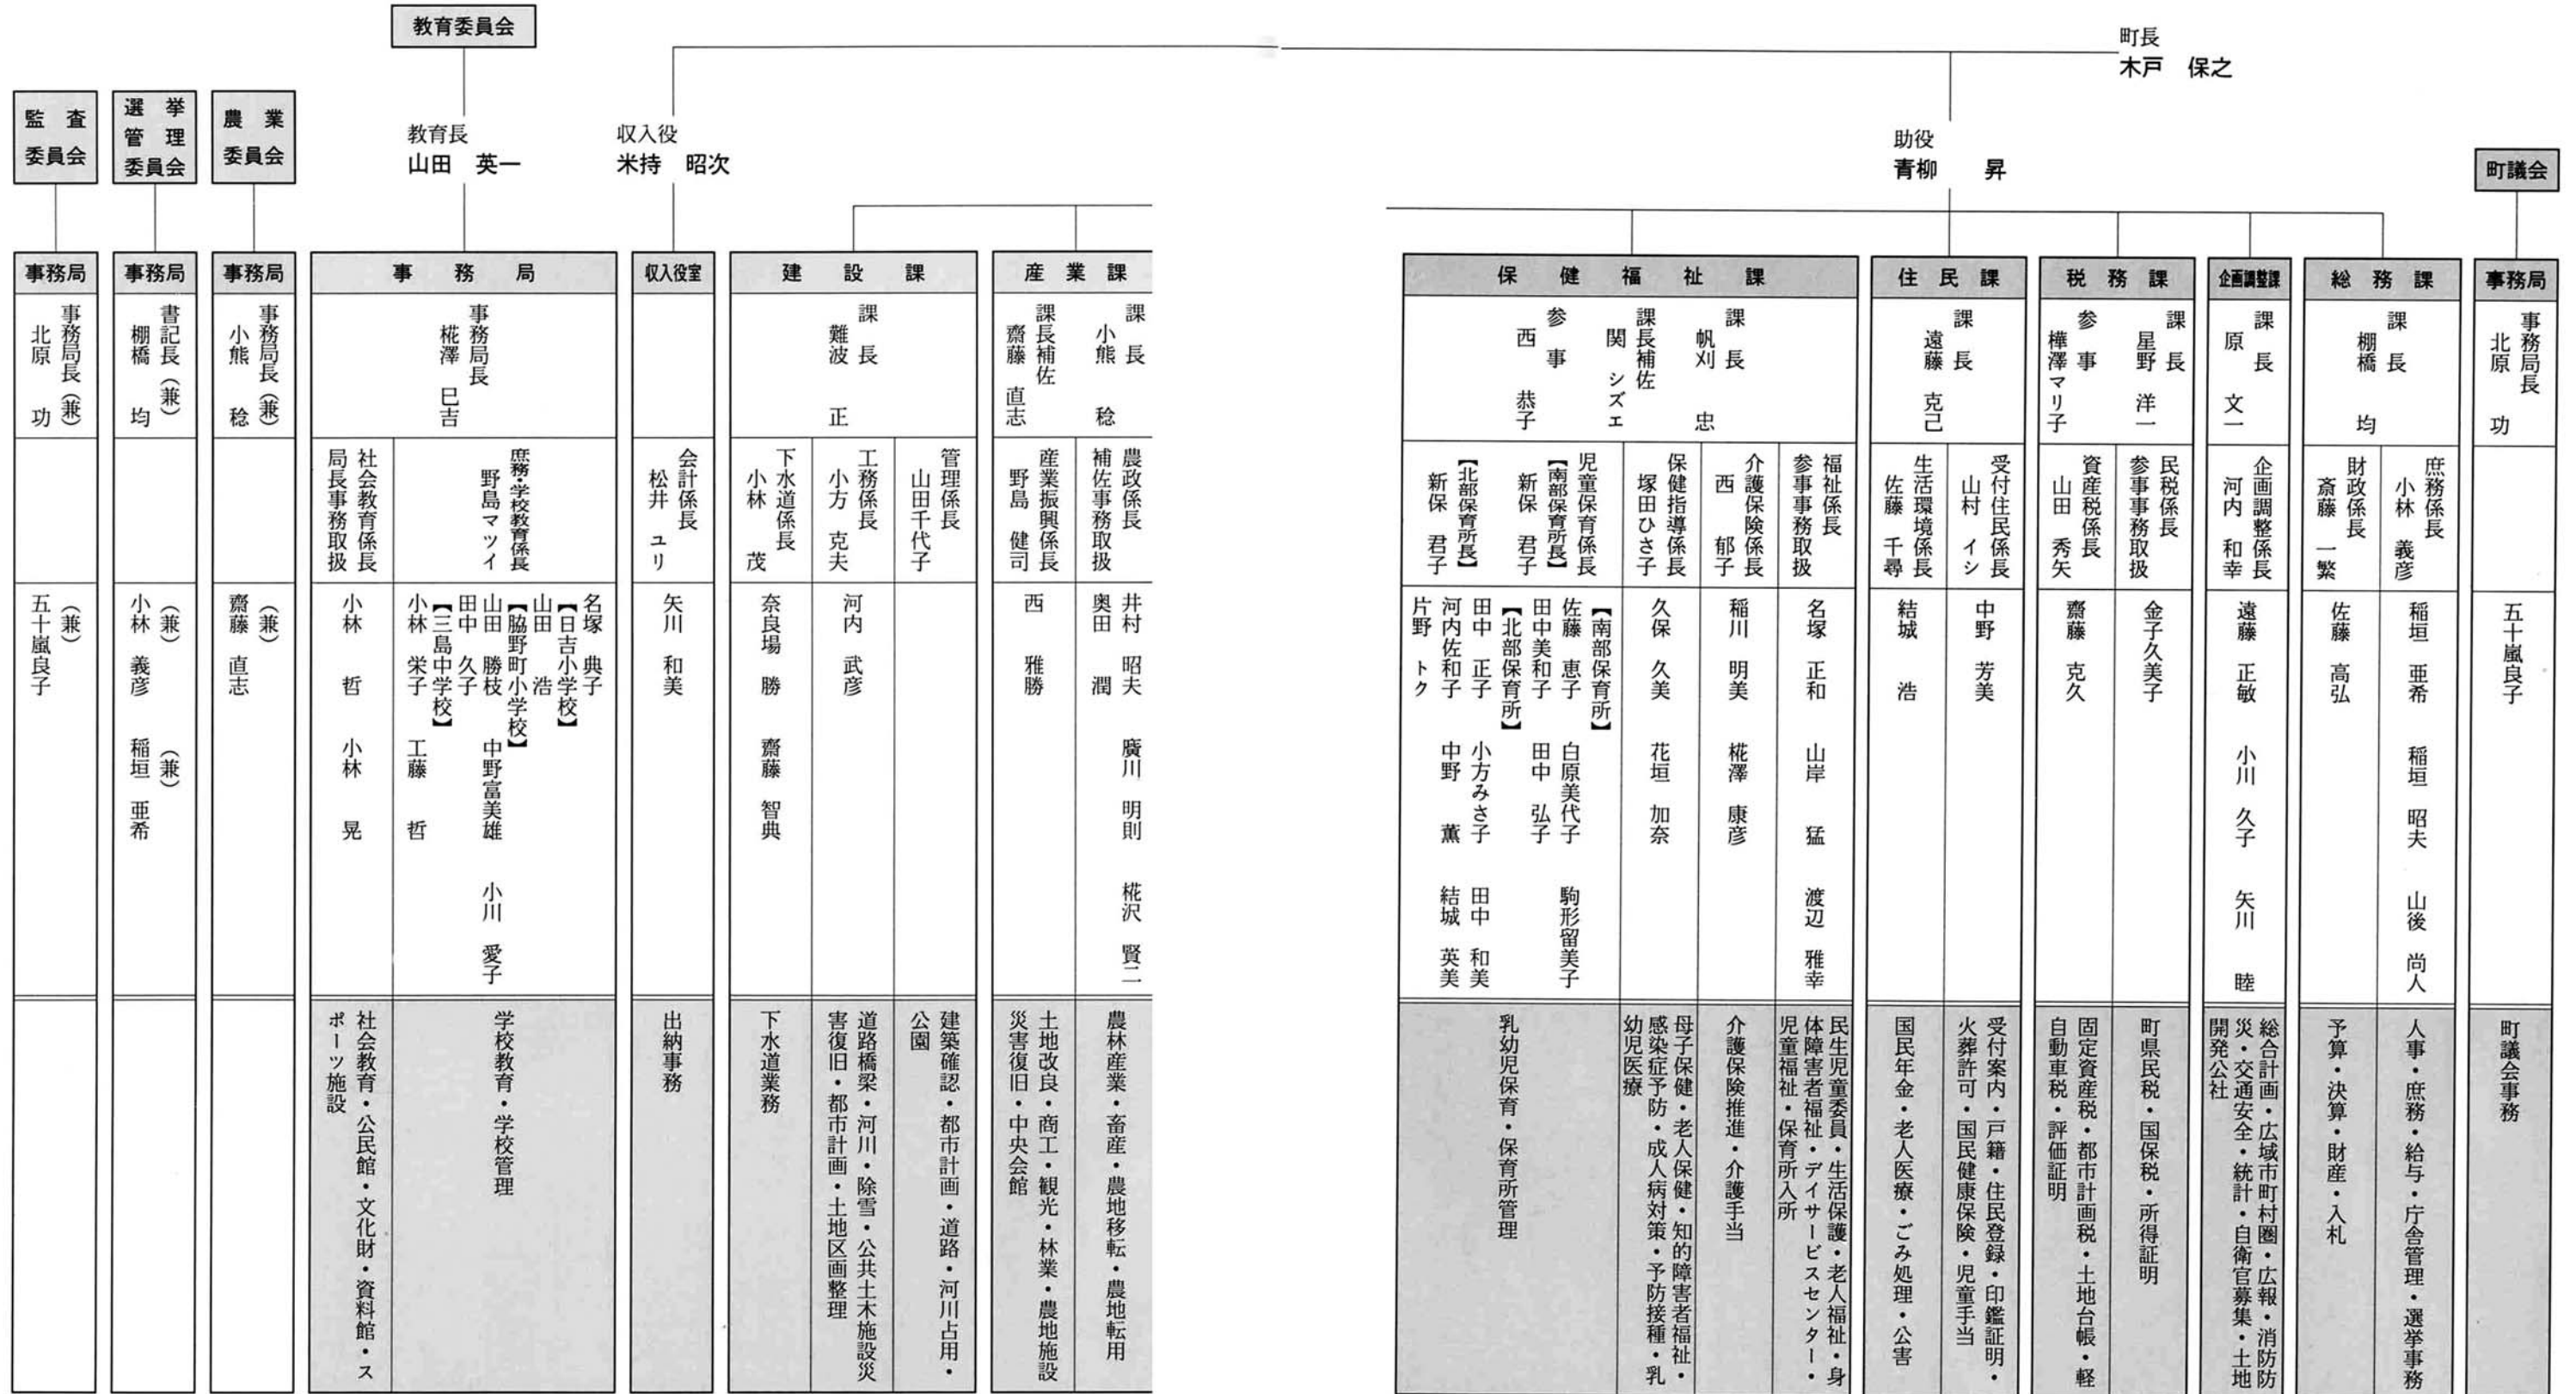 町長
木戸 保之
助役
青柳 昇
収入役
米持 昭次
教育委員会
教育長
山田 英一
町議会
事務局
事務局長
北原 功
五十嵐良子
町議会事務
総務課
課長
棚橋 均
庶務係長
小林 義彦
稲垣 亜希 稲垣 昭夫 山後 尚人
人事・庶務・給与・庁舎管理・選挙事務
財政係長
斎藤 一繁
佐藤 高弘
予算・決算・財産・入札
企画調整課
課長
原 文一
企画調整係長
河内 和幸
遠藤 正敏 小川 久子 矢川 睦
総合計画・広域市町村圏・広報・消防防
災・交通安全・統計・自衛官募集・土地
開発公社
税務課
課長
星野 洋一
参事
樺澤マリ子
民税係長
参事事務取扱
金子久美子
町県民税・国保税・所得証明
資産税係長
山田 秀矢
齋藤 克久
固定資産税・都市計画税・土地台帳・軽
自動車税・評価証明
住民課
課長
遠藤 克己
受付住民係長
山村 イシ
中野 芳美
受付案内・戸籍・住民登録・印鑑証明・
火葬許可・国民健康保険・児童手当
生活環境係長
佐藤 千尋
結城 浩
国民年金・老人医療・ごみ処理・公害
保健福祉課
課長
帆刈 忠
課長補佐
関 シズエ
参事
西 恭子
福祉係長
参事事務取扱
名塚 正和 山岸 猛 渡辺 雅幸
民生児童委員・生活保護・老人福祉・身
体障害者福祉・デイサービスセンター・
児童福祉・保育所入所
介護保険係長
西 郁子
稲川 明美 椛澤 康彦
介護保険推進・介護手当
保健指導係長
塚田ひさ子
久保 久美 花垣 加奈
母子保健・老人保健・知的障害者福祉・
感染症予防・成人病対策・予防接種・乳
幼児医療
児童保育係長
【南部保育所長】
新保 君子
【北部保育所長】
新保 君子
【南部保育所】
佐藤 恵子 白原美代子 駒形留美子
田中美和子 田中 弘子
【北部保育所】
田中 正子 小方みさ子 田中 和美
河内佐和子 中野 薫 結城 英美
片野 トク
乳幼児保育・保育所管理
産業課
課長
小熊 稔
課長補佐
齋藤 直志
農政係長
補佐事務取扱
井村 昭夫 廣川 明則 椛沢 賢二
奥田 潤
農林産業・畜産・農地移転・農地転用
産業振興係長
野島 健司
西 雅勝
土地改良・商工・観光・林業・農地施設
災害復旧・中央会館
建設課
課長
難波 正
管理係長
山田千代子
建築確認・都市計画・道路・河川占用・
公園
工務係長
小方 克夫
河内 武彦
道路橋梁・河川・除雪・公共土木施設災
害復旧・都市計画・土地区画整理
下水道係長
小林 茂
奈良場 勝 齋藤 智典
下水道業務
収入役室
会計係長
松井 ユリ
矢川 和美
出納事務
事務局
事務局長
椛澤 巳吉
庶務・学校教育係長
野島マツイ
名塚 典子
【日吉小学校】
山田 浩
【脇野町小学校】
山田 勝枝 中野富美雄 小川 愛子
田中 久子
【三島中学校】
小林 栄子 工藤 哲
学校教育・学校管理
社会教育係長
局長事務取扱
小林 哲 小林 晃
社会教育・公民館・文化財・資料館・ス
ポーツ施設
農業
委員会
事務局
事務局長（兼）
小熊 稔
（兼）
齋藤 直志
選挙
管理
委員会
事務局
書記長（兼）
棚橋 均
（兼） （兼）
小林 義彦 稲垣 亜希
監査
委員会
事務局
事務局長（兼）
北原 功
（兼）
五十嵐良子